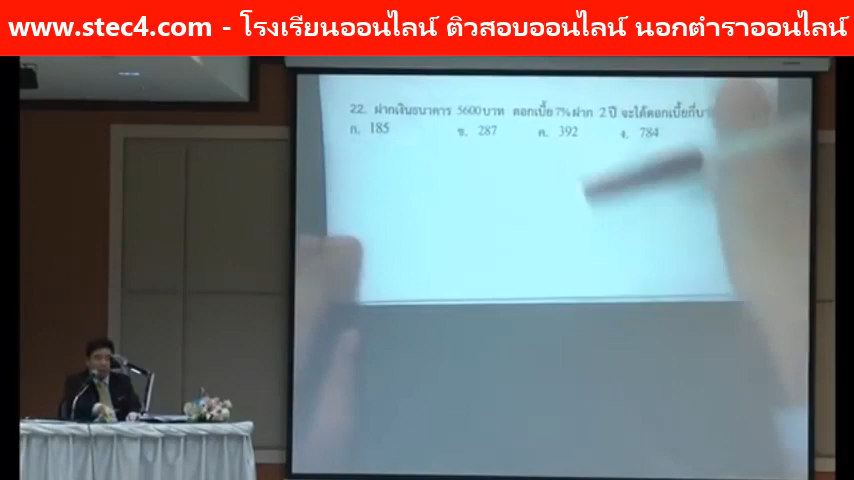 www.stec4.com - โรงเรียนออนไลน์ ติวสอบออนไลน์ นอกตำราออนไลน์
22. ฝากเงินธนาคาร 5600 บาท ดอกเบี้ย 7% ฝาก 2 ปี จะได้ดอกเบี้ยกี่
ก. 185 ข. 287 ค. 392 ง. 784